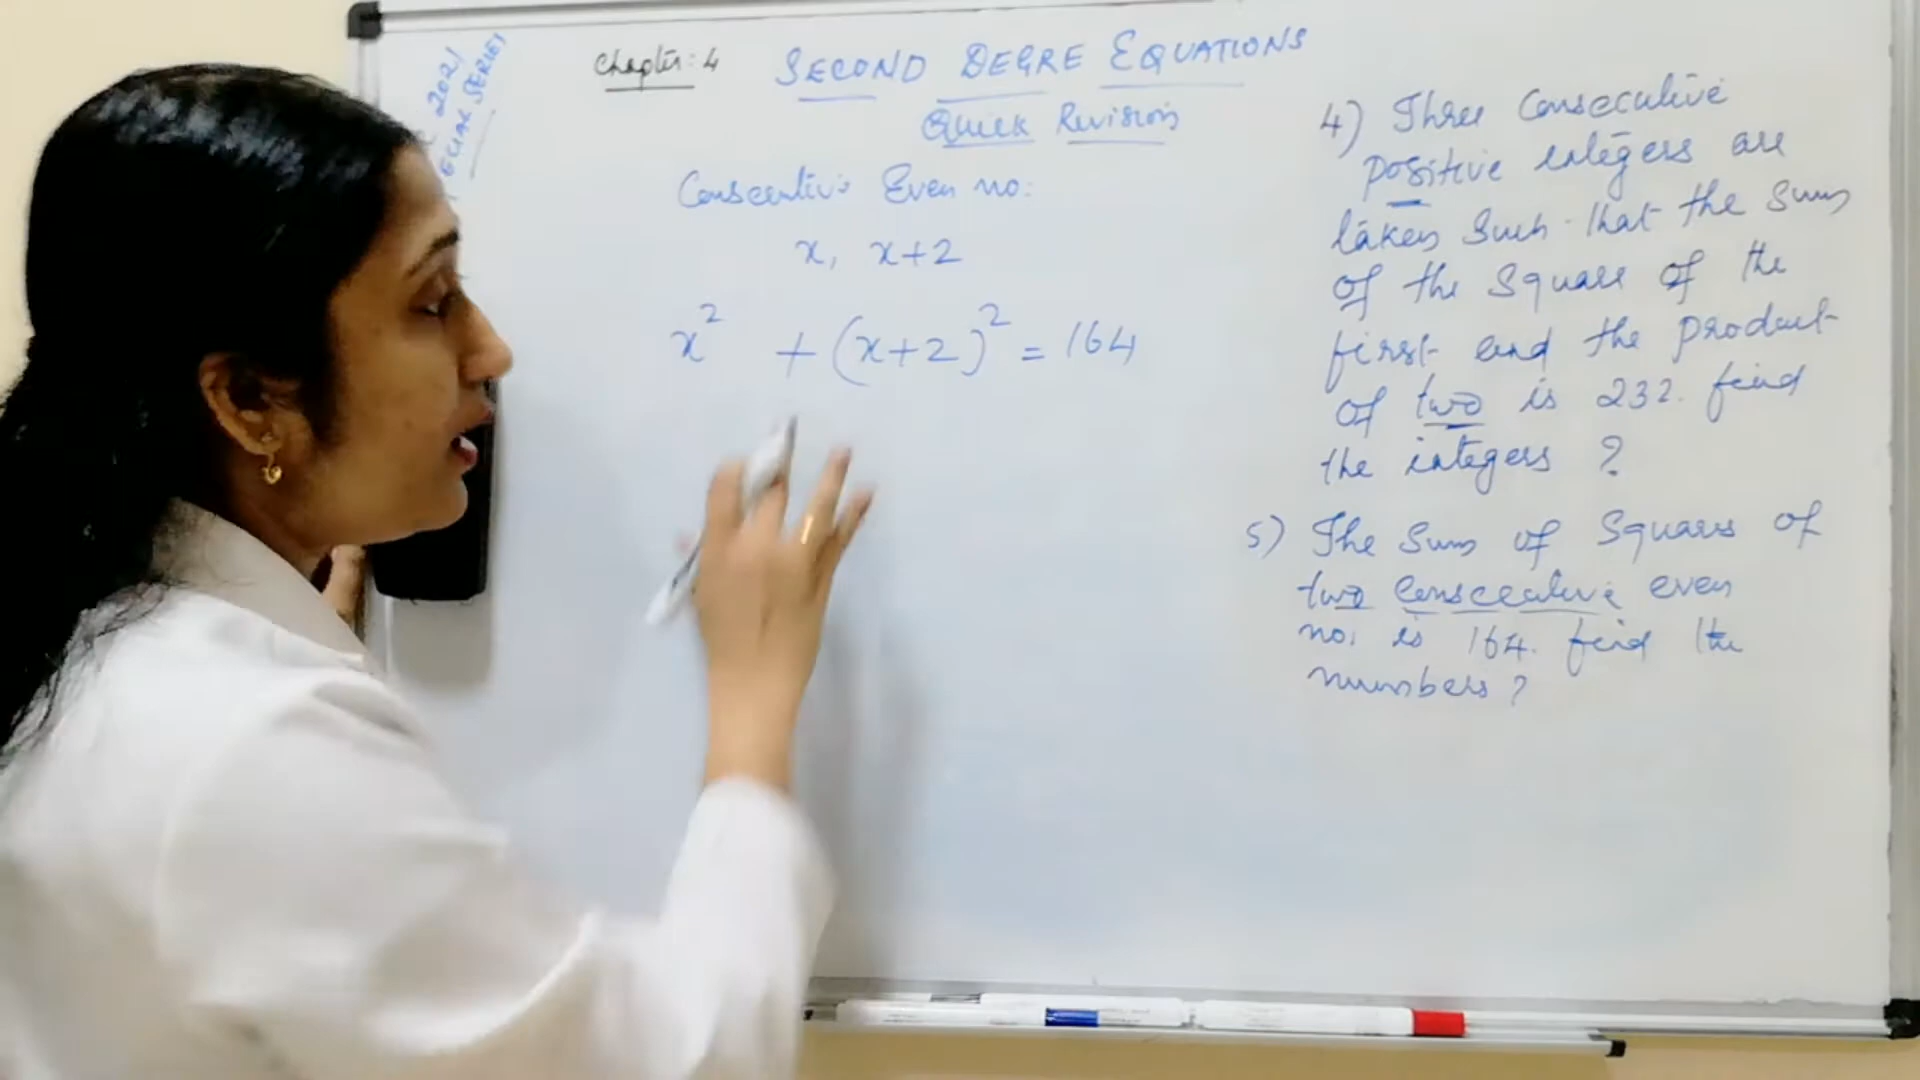 2021
SERIES
Chapter: 4 SECOND DEGRE EQUATIONS
Quick Revision
Consecutive Even no:
x, x+2
x² + (x+2)² = 164
4) Three Consecutive
positive integers are
taken Such that the Sum
of the Square of the
first and the product
of two is 232. find
the integers ?
5) The Sum of Squares of
two consecutive even
no. is 164. find the
numbers ?